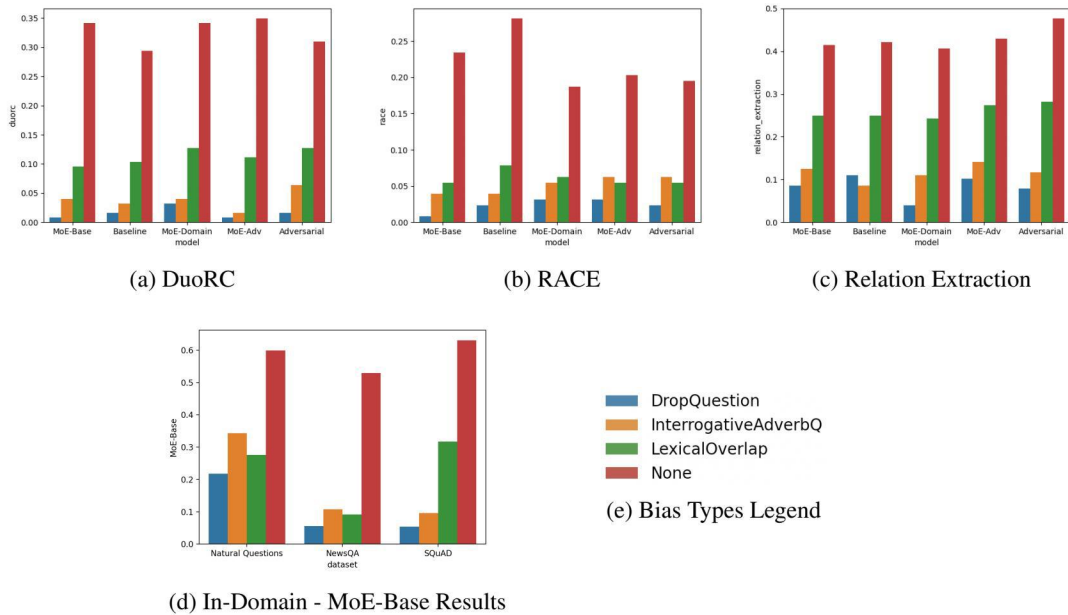 0.35
0.30
0.25
0.20
0.15
0.10
0.05
0.00
duorc
MoE-Base Baseline MoE-Domain MoE-Adv Adversarial
model
(a) DuoRC
0.25
0.20
0.15
0.10
0.05
0.00
race
MoE-Base Baseline MoE-Domain MoE-Adv Adversarial
model
(b) RACE
0.5
0.4
0.3
0.2
0.1
0.0
relation_extraction
MoE-Base Baseline MoE-Domain MoE-Adv Adversarial
model
(c) Relation Extraction
0.6
0.5
0.4
0.3
0.2
0.1
0.0
MoE-Base
Natural Questions NewsQA SQuAD
dataset
(d) In-Domain - MoE-Base Results
DropQuestion
InterrogativeAdverbQ
LexicalOverlap
None
(e) Bias Types Legend